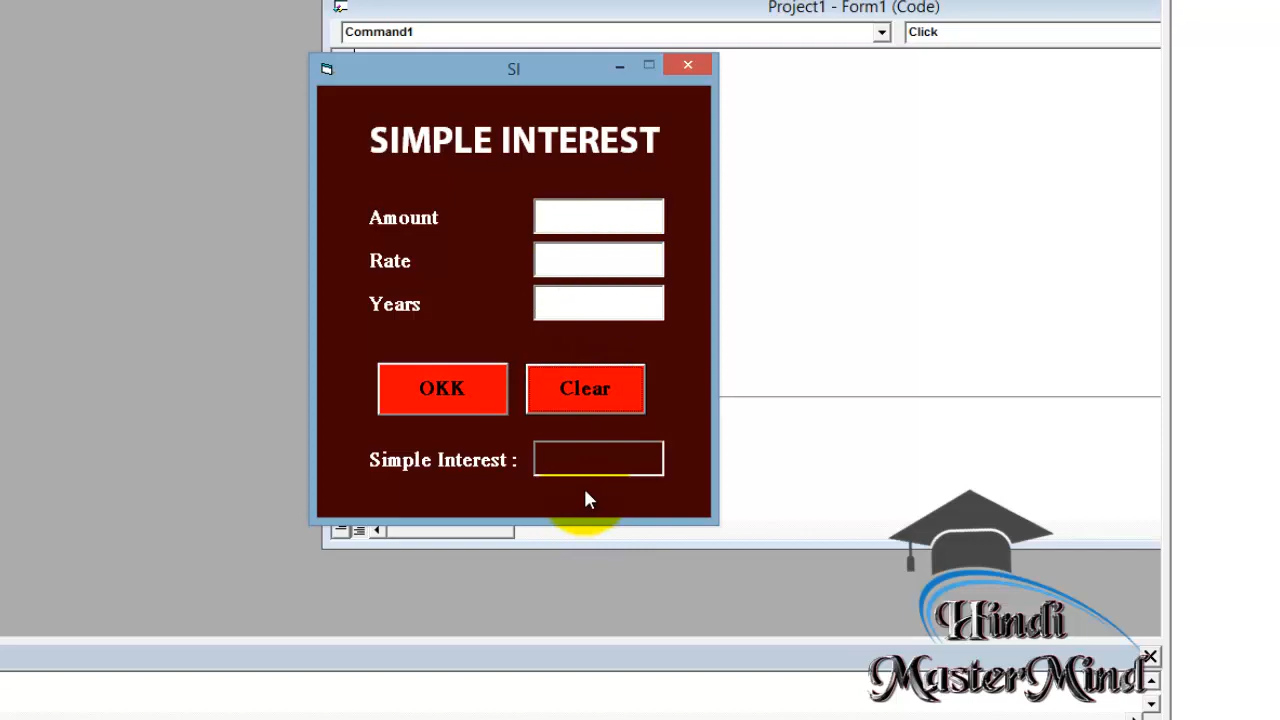 Project1 - Form1 (Code)
Command1
Click
SI
SIMPLE INTEREST
Amount
Rate
Years
OKK
Clear
Simple Interest :
Hindi
MasterMind